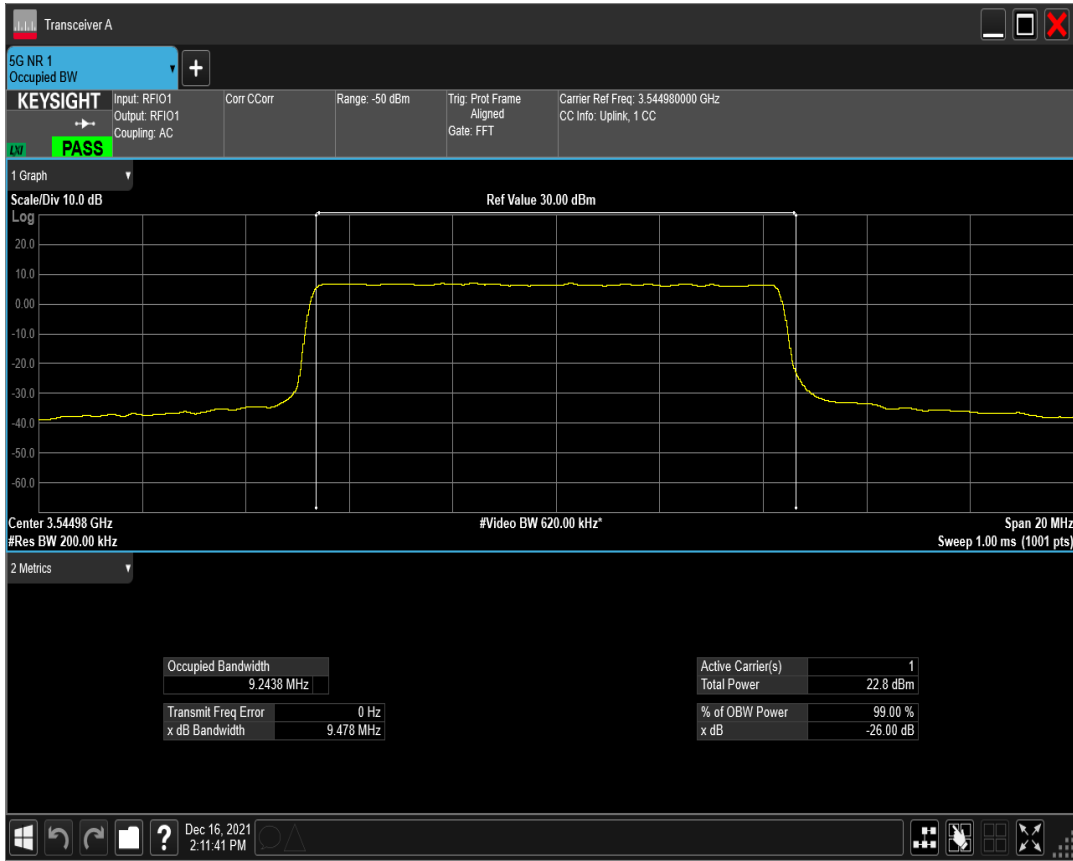 Transceiver A
5G NR 1
Occupied BW
KEYSIGHT
LXI
PASS
Input: RFIO1
Output: RFIO1
Coupling: AC
Corr CCorr
Range: -50 dBm
Trig: Prot Frame
Aligned
Gate: FFT
Carrier Ref Freq: 3.544980000 GHz
CC Info: Uplink, 1 CC
1 Graph
Scale/Div 10.0 dB
Ref Value 30.00 dBm
Log
20.0
10.0
0.00
-10.0
-20.0
-30.0
-40.0
-50.0
-60.0
Center 3.54498 GHz
#Video BW 620.00 kHz*
Span 20 MHz
#Res BW 200.00 kHz
Sweep 1.00 ms (1001 pts)
2 Metrics
Occupied Bandwidth
9.2438 MHz
Transmit Freq Error 0 Hz
x dB Bandwidth 9.478 MHz
Active Carrier(s) 1
Total Power 22.8 dBm
% of OBW Power 99.00 %
x dB -26.00 dB
?
Dec 16, 2021
2:11:41 PM